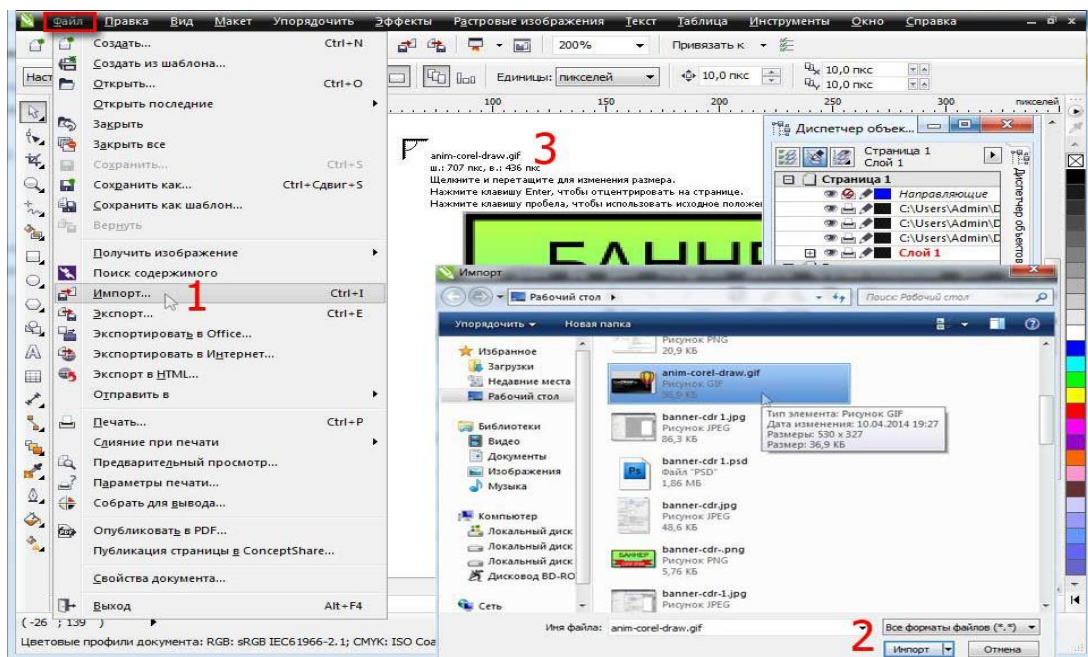 Файл Правка Вид Макет Упорядочить Эффекты Растровые изображения Текст Таблица Инструменты Окно Справка
200% Привязать к
Наст
Единицы: пикселей 10,0 пкс
10,0 пкс
10,0 пкс
100 150 200 250 300 пикселей
Создать... Ctrl+N
Создать из шаблона...
Открыть... Ctrl+O
Открыть последние
Закрыть
Закрыть все
Сохранить... Ctrl+S
Сохранить как... Ctrl+Сдвиг+S
Сохранить как шаблон...
Вернуть
Получить изображение
Поиск содержимого
Импорт... Ctrl+I
1
Экспорт... Ctrl+E
Экспортировать в Office...
Экспортировать в Интернет...
Экспорт в HTML...
Отправить в
Печать... Ctrl+P
Слияние при печати
Предварительный просмотр...
Параметры печати...
Собрать для вывода...
Опубликовать в PDF...
Публикация страницы в ConceptShare...
Свойства документа...
Выход Alt+F4
3
anim-corel-draw.gif
ш.: 707 пкс, в.: 436 пкс
Щелкните и перетащите для изменения размера.
Нажмите клавишу Enter, чтобы отцентрировать на странице.
Нажмите клавишу пробела, чтобы использовать исходное положе
БАННЕ
Диспетчер объек...
Страница 1
Слой 1
Страница 1
Направляющие
C:\Users\Admin\D
C:\Users\Admin\D
C:\Users\Admin\D
Слой 1
Диспетчер объектов
Импорт
Рабочий стол
Поиск: Рабочий стол
Упорядочить Новая папка
Избранное
Загрузки
Недавние места
Рабочий стол
Библиотеки
Видео
Документы
Изображения
Музыка
Компьютер
Локальный диск
Локальный диск
Локальный диск
Дисковод BD-RO
Сеть
Рисунок PNG
20,9 КБ
anim-corel-draw.gif
Рисунок GIF
36,9 КБ
banner-cdr 1.jpg
Рисунок JPEG
86,3 КБ
banner-cdr 1.psd
Файл "PSD"
1,86 МБ
banner-cdr.jpg
Рисунок JPEG
48,6 КБ
banner-cdr-.png
Рисунок PNG
5,76 КБ
banner-cdr-1.jpg
Рисунок JPEG
Тип элемента: Рисунок GIF
Дата изменения: 10.04.2014 19:27
Размеры: 530 x 327
Размер: 36,9 КБ
Ps
БАННЕР
Имя файла: anim-corel-draw.gif
Все форматы файлов (*.*)
2
Импорт Отмена
(-26 ; 139 )
Цветовые профили документа: RGB: sRGB IEC61966-2.1; CMYK: ISO Coa